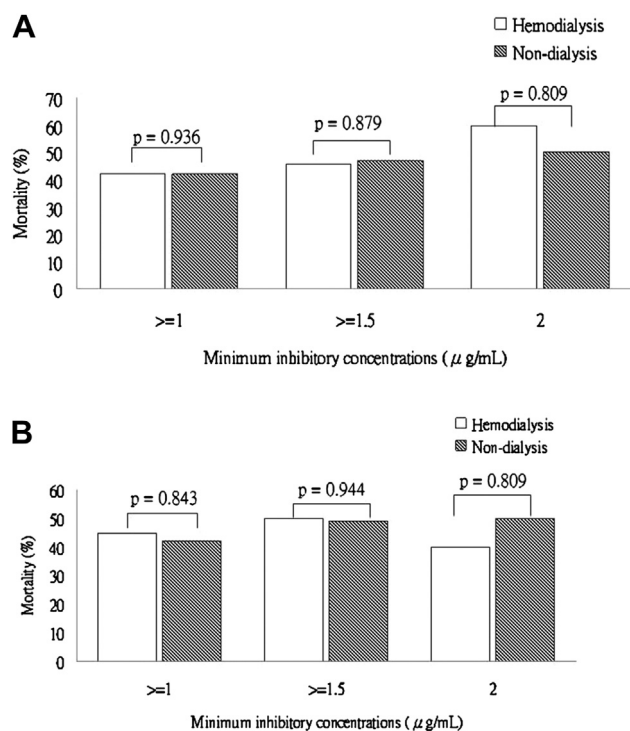 A
Hemodialysis
Non-dialysis
p = 0.809
p = 0.879
p = 0.936
70
60
50
40
30
20
10
0
Mortality (%)
>=1 >=1.5 2
Minimum inhibitory concentrations ( μ g/mL)
B
Hemodialysis
Non-dialysis
p = 0.843 p = 0.944 p = 0.809
60
50
40
30
20
10
0
Mortality (%)
>=1 >=1.5 2
Minimum inhibitory concentrations ( μ g/mL)